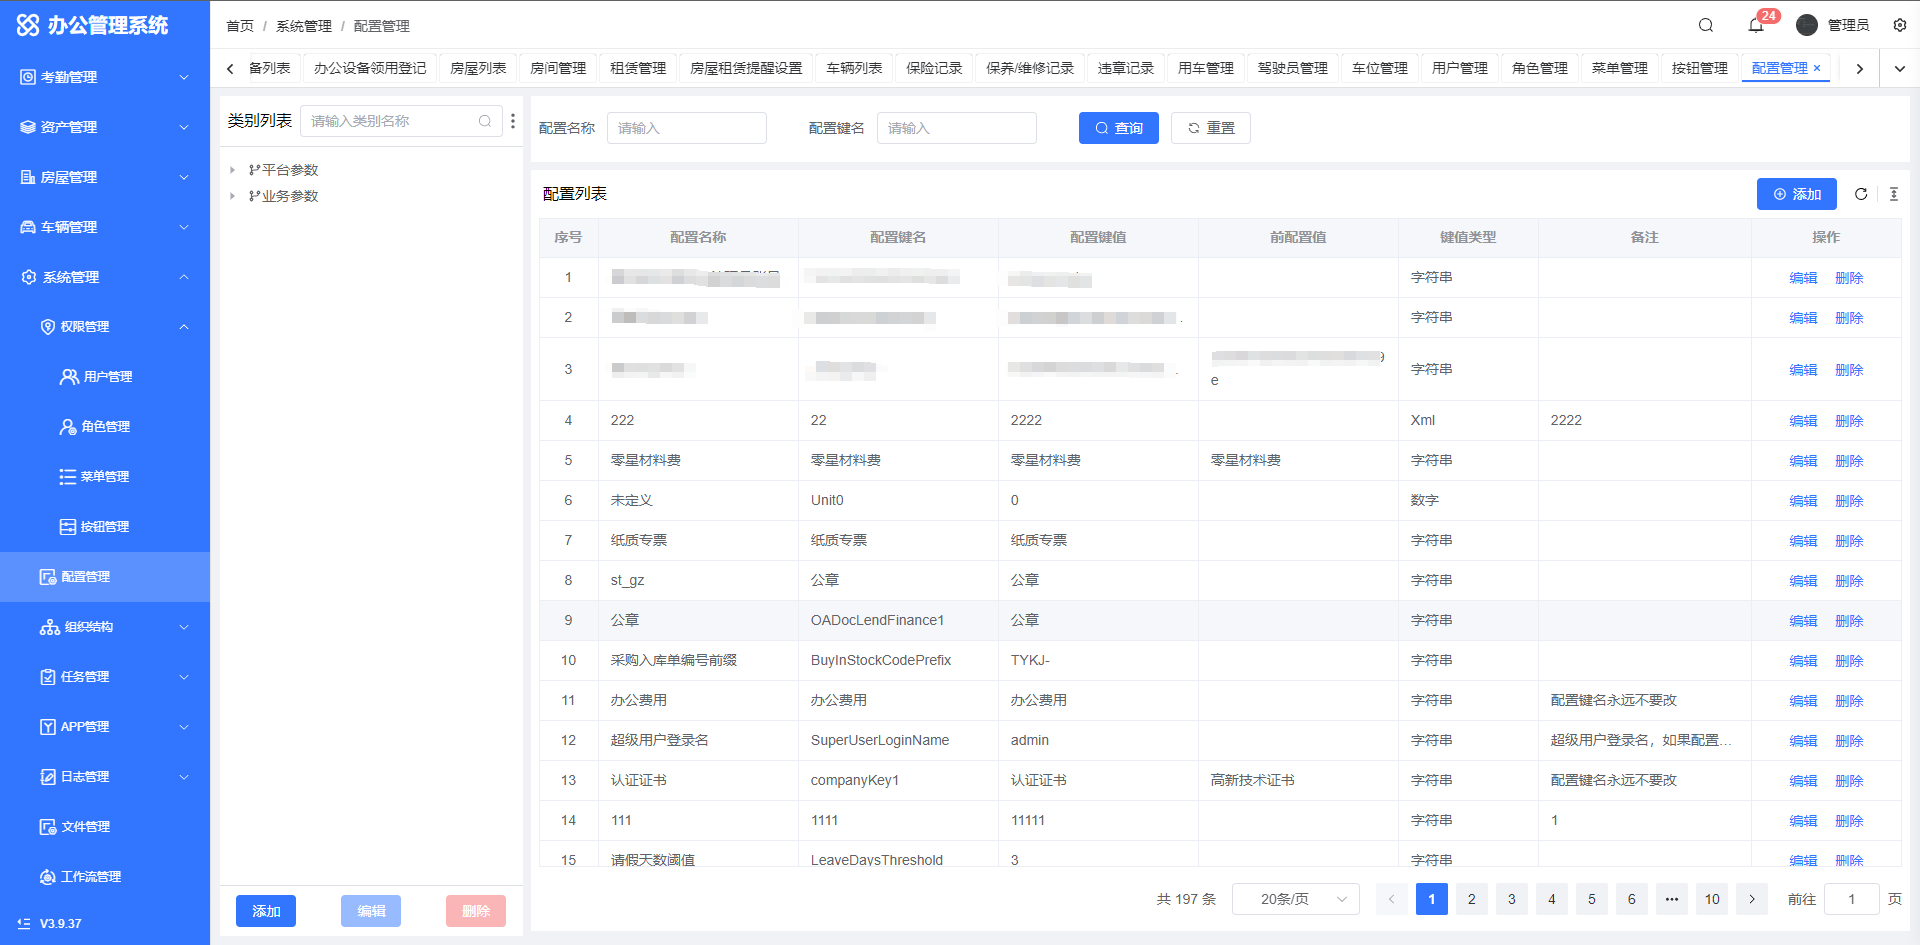 办公管理系统
首页 / 系统管理 / 配置管理
24
管理员
备列表 办公设备领用登记 房屋列表 房间管理 租赁管理 房屋租赁提醒设置 车辆列表 保险记录 保养/维修记录 违章记录 用车管理 驾驶员管理 车位管理 用户管理 角色管理 菜单管理 按钮管理 配置管理 ×
考勤管理
资产管理
房屋管理
车辆管理
系统管理
权限管理
用户管理
角色管理
菜单管理
按钮管理
配置管理
组织结构
任务管理
APP管理
日志管理
文件管理
工作流管理
V3.9.37
类别列表 请输入类别名称
平台参数
业务参数
添加 编辑 删除
配置名称 请输入 配置键名 请输入 查询 重置
配置列表 添加
序号 配置名称 配置键名 配置键值 前配置值 键值类型 备注 操作
1 字符串 编辑 删除
2 . 字符串 编辑 删除
3 . 9 字符串 编辑 删除
e
4 222 22 2222 Xml 2222 编辑 删除
5 零星材料费 零星材料费 零星材料费 零星材料费 字符串 编辑 删除
6 未定义 Unit0 0 数字 编辑 删除
7 纸质专票 纸质专票 纸质专票 字符串 编辑 删除
8 st_gz 公章 公章 字符串 编辑 删除
9 公章 OADocLendFinance1 公章 字符串 编辑 删除
10 采购入库单编号前缀 BuyInStockCodePrefix TYKJ- 字符串 编辑 删除
11 办公费用 办公费用 办公费用 字符串 配置键名永远不要改 编辑 删除
12 超级用户登录名 SuperUserLoginName admin 字符串 超级用户登录名，如果配置... 编辑 删除
13 认证证书 companyKey1 认证证书 高新技术证书 字符串 配置键名永远不要改 编辑 删除
14 111 1111 11111 字符串 1 编辑 删除
15 请假天数阈值 LeaveDaysThreshold 3 字符串 编辑 删除
共 197 条 20条/页 1 2 3 4 5 6 ••• 10 前往 1 页